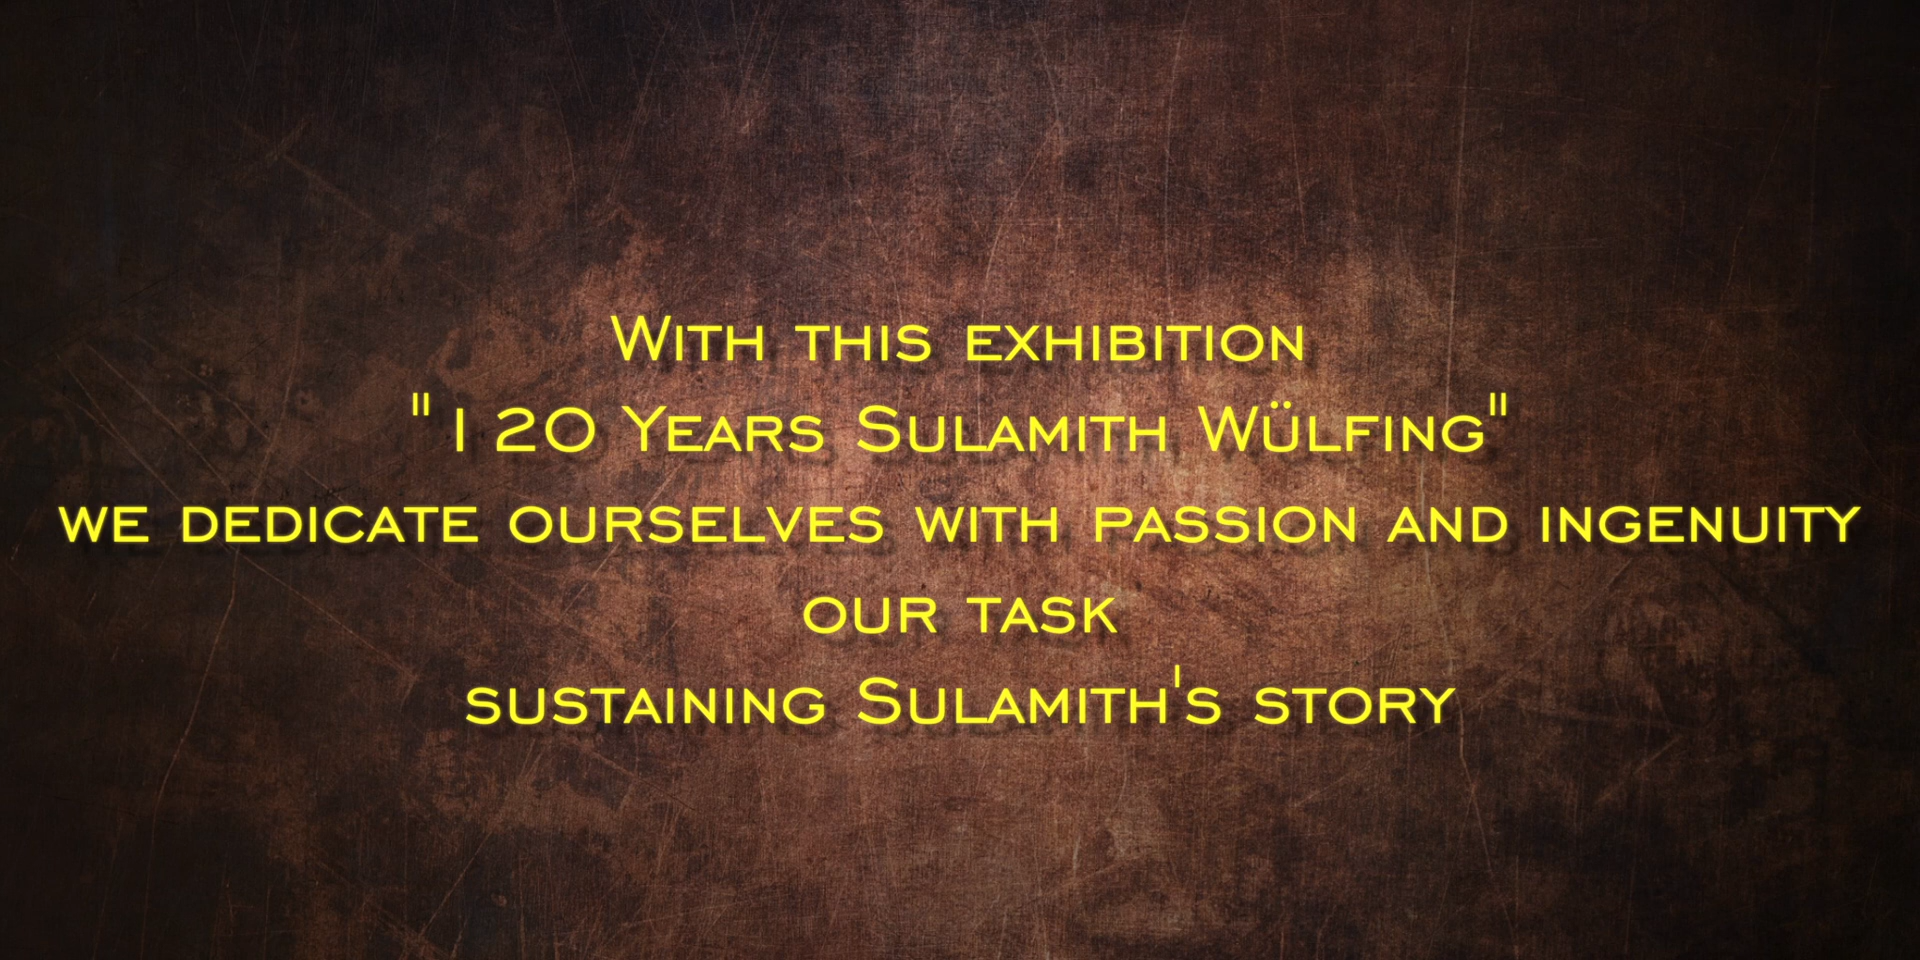 With this exhibition
"120 Years Sulamith Wülfing"
we dedicate ourselves with passion and ingenuity
our task
sustaining Sulamith's story